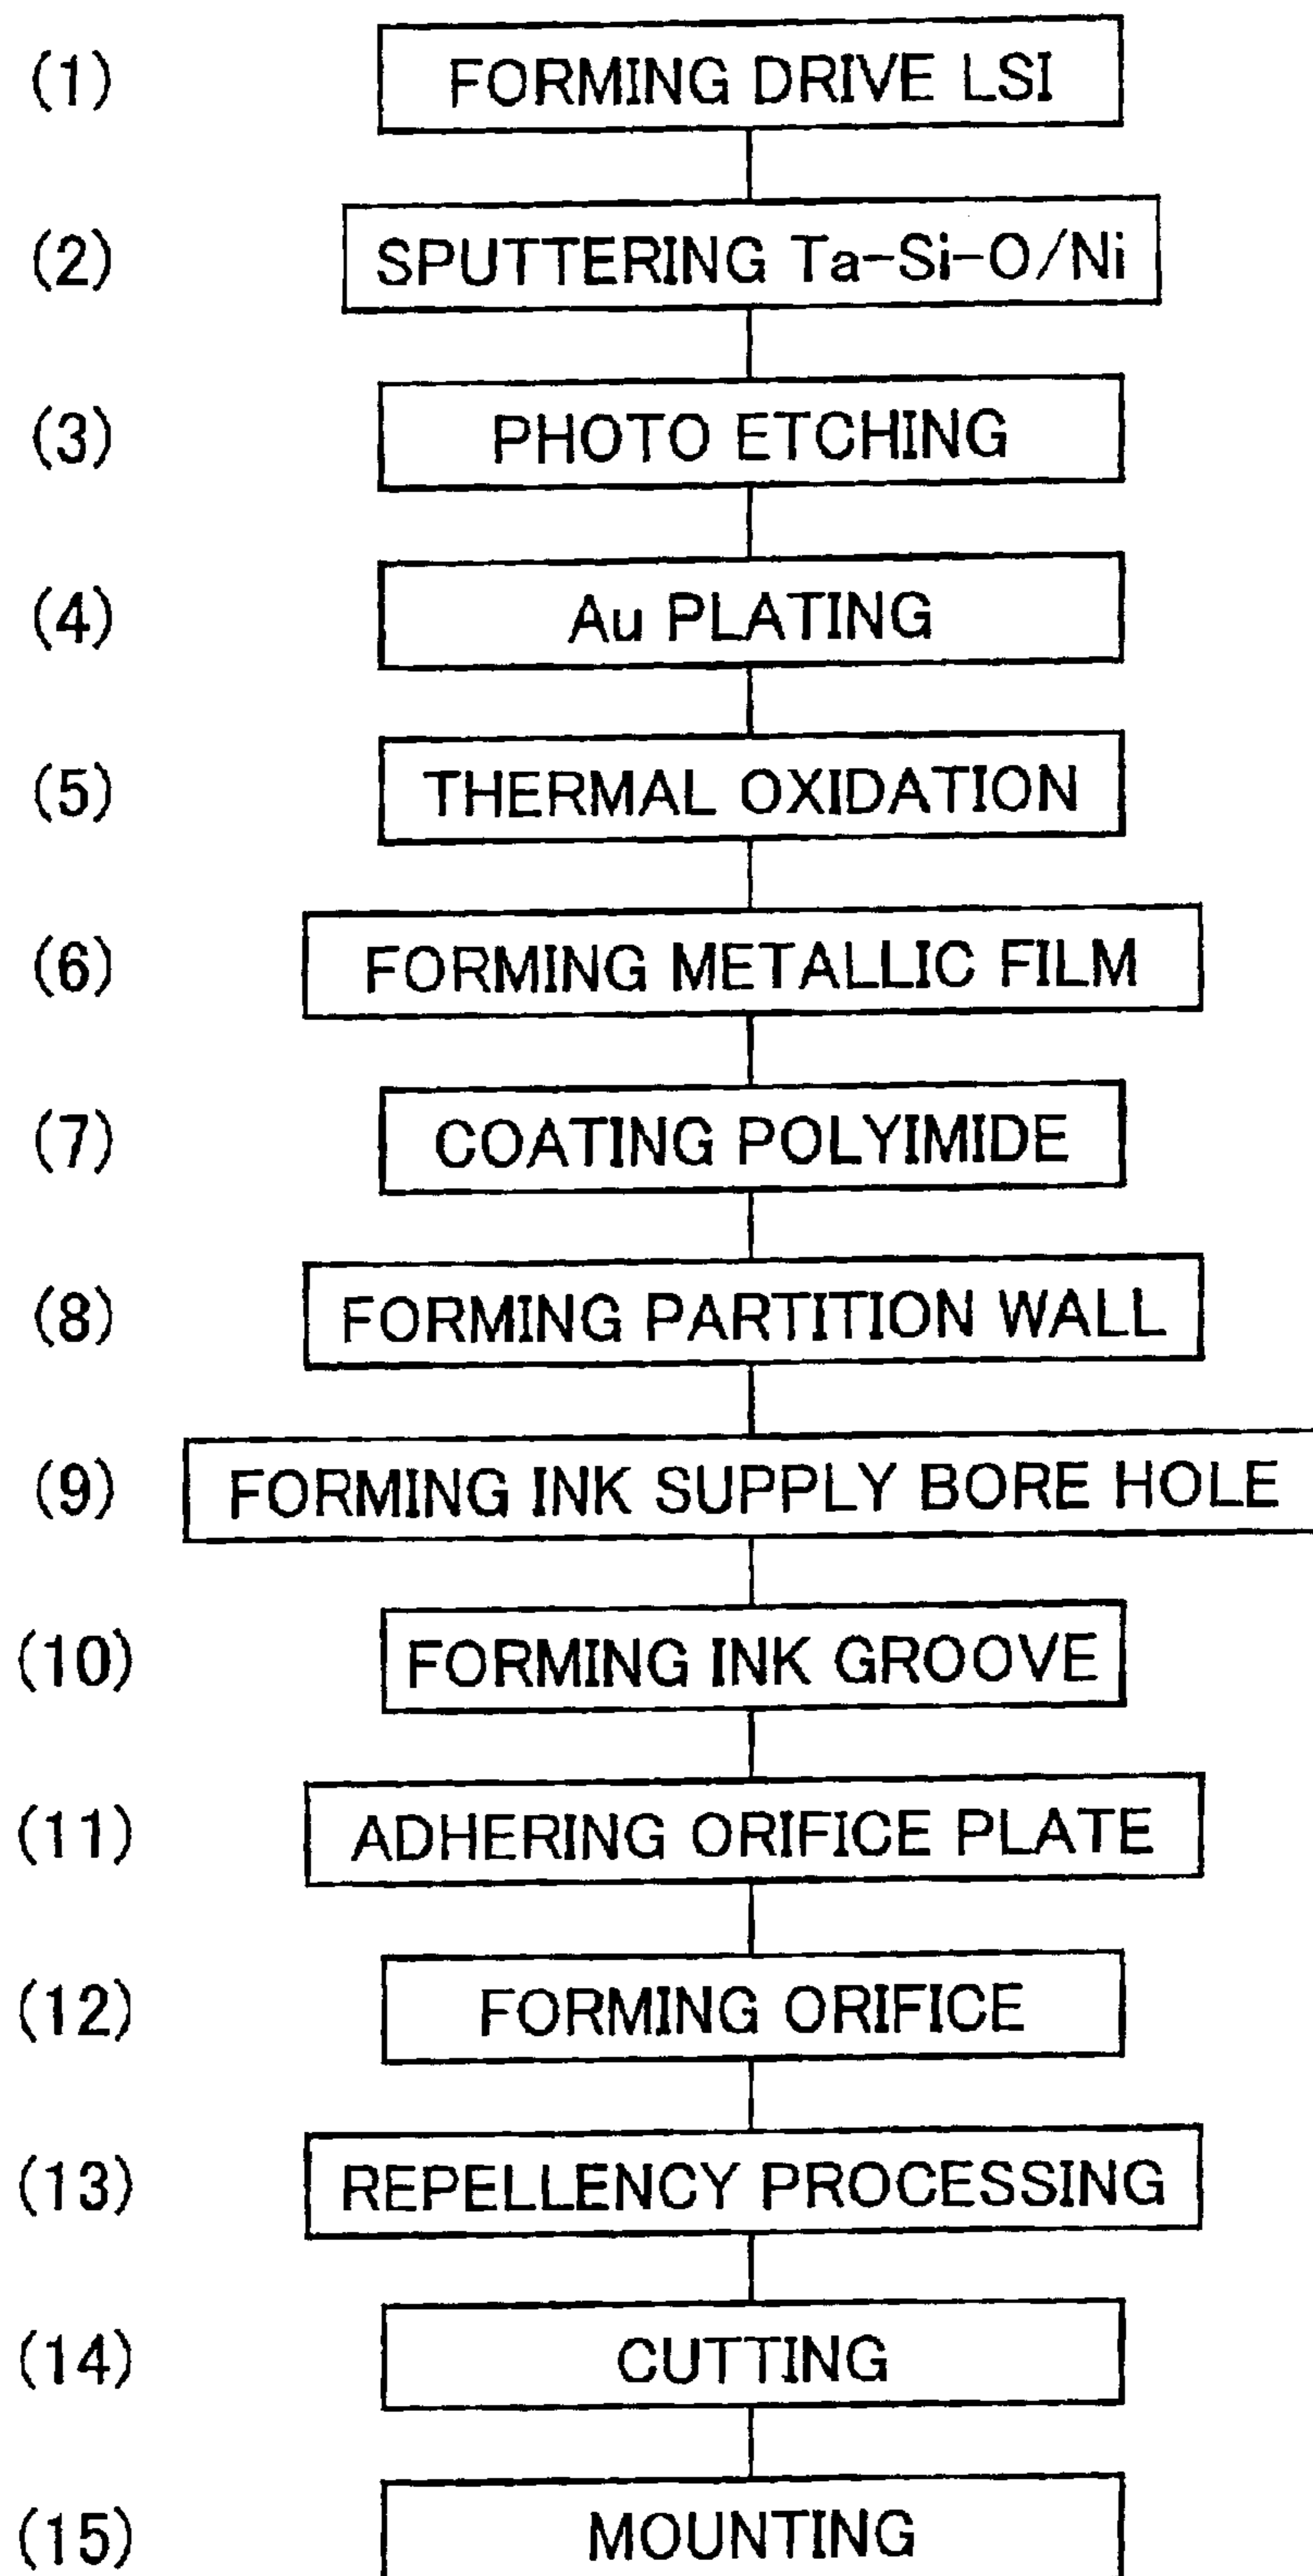 (1) FORMING DRIVE LSI
(2) SPUTTERING Ta-Si-O/Ni
(3) PHOTO ETCHING
(4) Au PLATING
(5) THERMAL OXIDATION
(6) FORMING METALLIC FILM
(7) COATING POLYIMIDE
(8) FORMING PARTITION WALL
(9) FORMING INK SUPPLY BORE HOLE
(10) FORMING INK GROOVE
(11) ADHERING ORIFICE PLATE
(12) FORMING ORIFICE
(13) REPELLENCY PROCESSING
(14) CUTTING
(15) MOUNTING